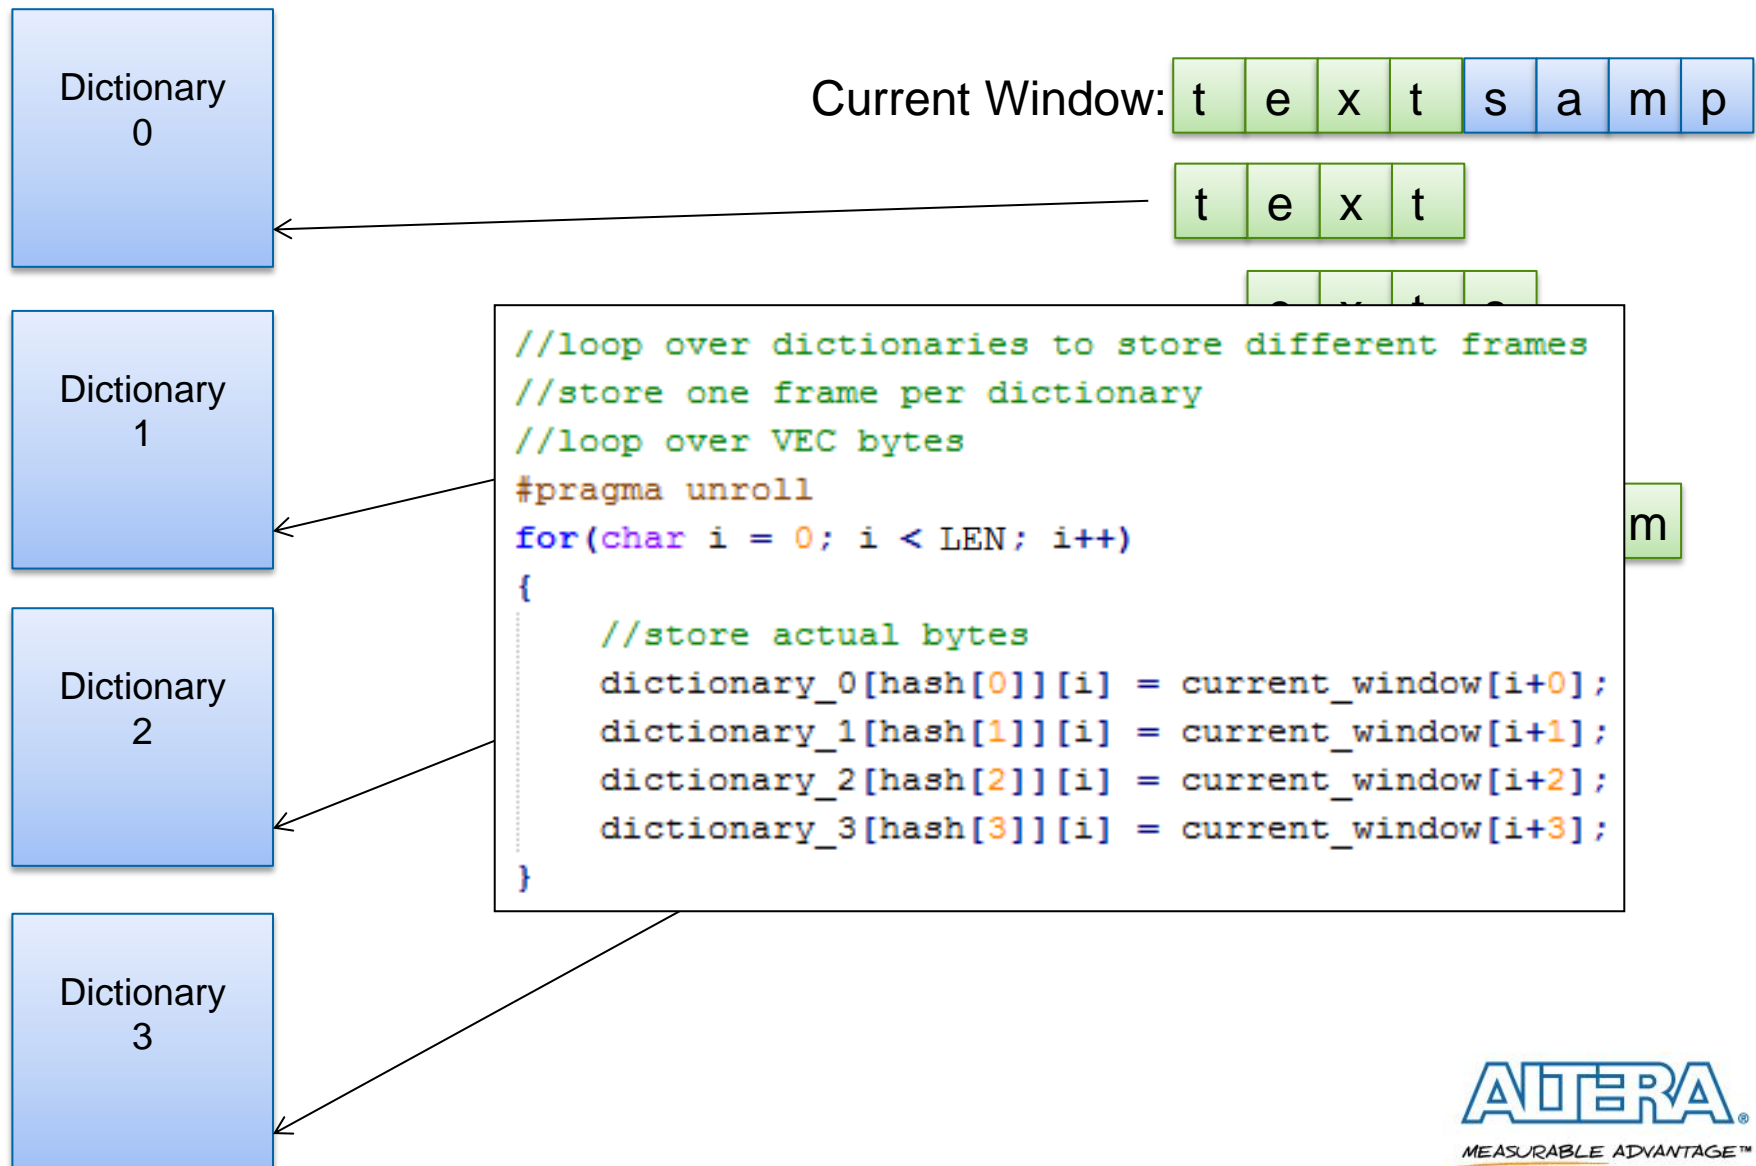 Dictionary
0
Current Window: t e x t s a m p
t e x t
Dictionary
1
//loop over dictionaries to store different frames
//store one frame per dictionary
//loop over VEC bytes
#pragma unroll
for(char i = 0; i < LEN; i++)
{
//store actual bytes
dictionary_0[hash[0]][i] = current_window[i+0];
dictionary_1[hash[1]][i] = current_window[i+1];
dictionary_2[hash[2]][i] = current_window[i+2];
dictionary_3[hash[3]][i] = current_window[i+3];
}
m
Dictionary
2
Dictionary
3
ALTERA®
MEASURABLE ADVANTAGE™